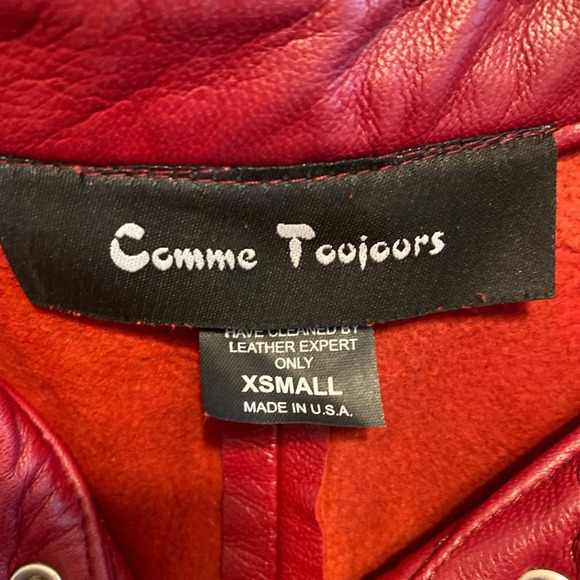 Comme Toujours
HAVE CLEANED BY
LEATHER EXPERT
ONLY
XSMALL
MADE IN U.S.A.